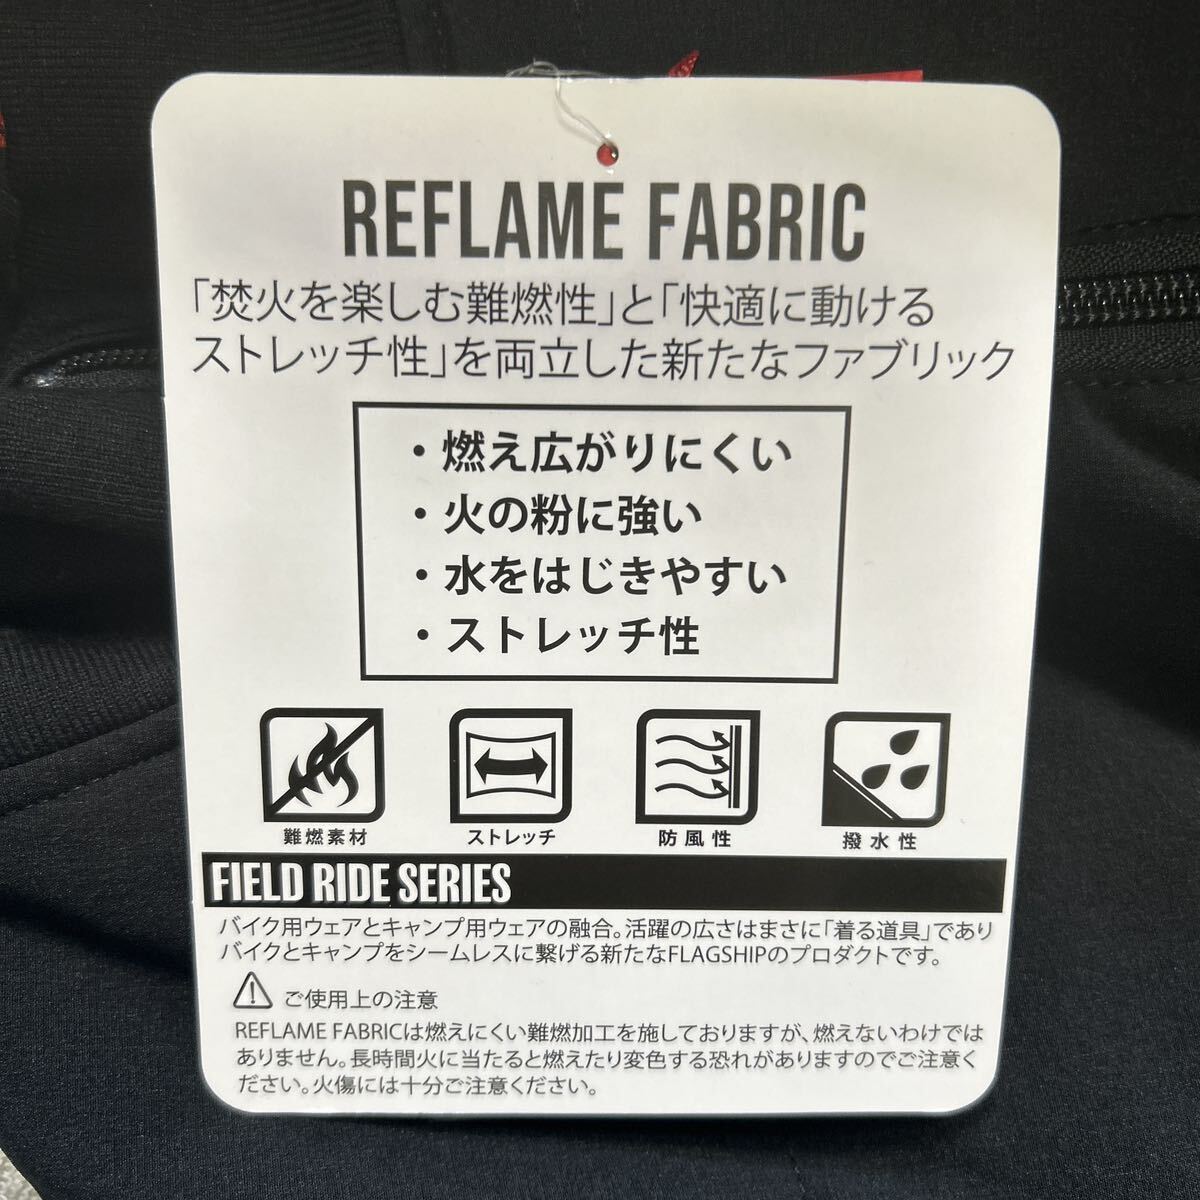 REFLAME FABRIC
「焚火を楽しむ難燃性」と「快適に動ける
ストレッチ性」を両立した新たなファブリック
・燃え広がりにくい
・火の粉に強い
・水をはじきやすい
・ストレッチ性
難燃素材
ストレッチ
防風性
撥水性
FIELD RIDE SERIES
バイク用ウェアとキャンプ用ウェアの融合。活躍の広さはまさに「着る道具」であり
バイクとキャンプをシームレスに繋げる新たなFLAGSHIPのプロダクトです。
ご使用上の注意
REFLAME FABRICは燃えにくい難燃加工を施しておりますが、燃えないわけでは
ありません。長時間火に当たると燃えたり変色する恐れがありますのでご注意く
ださい。火傷には十分ご注意ください。